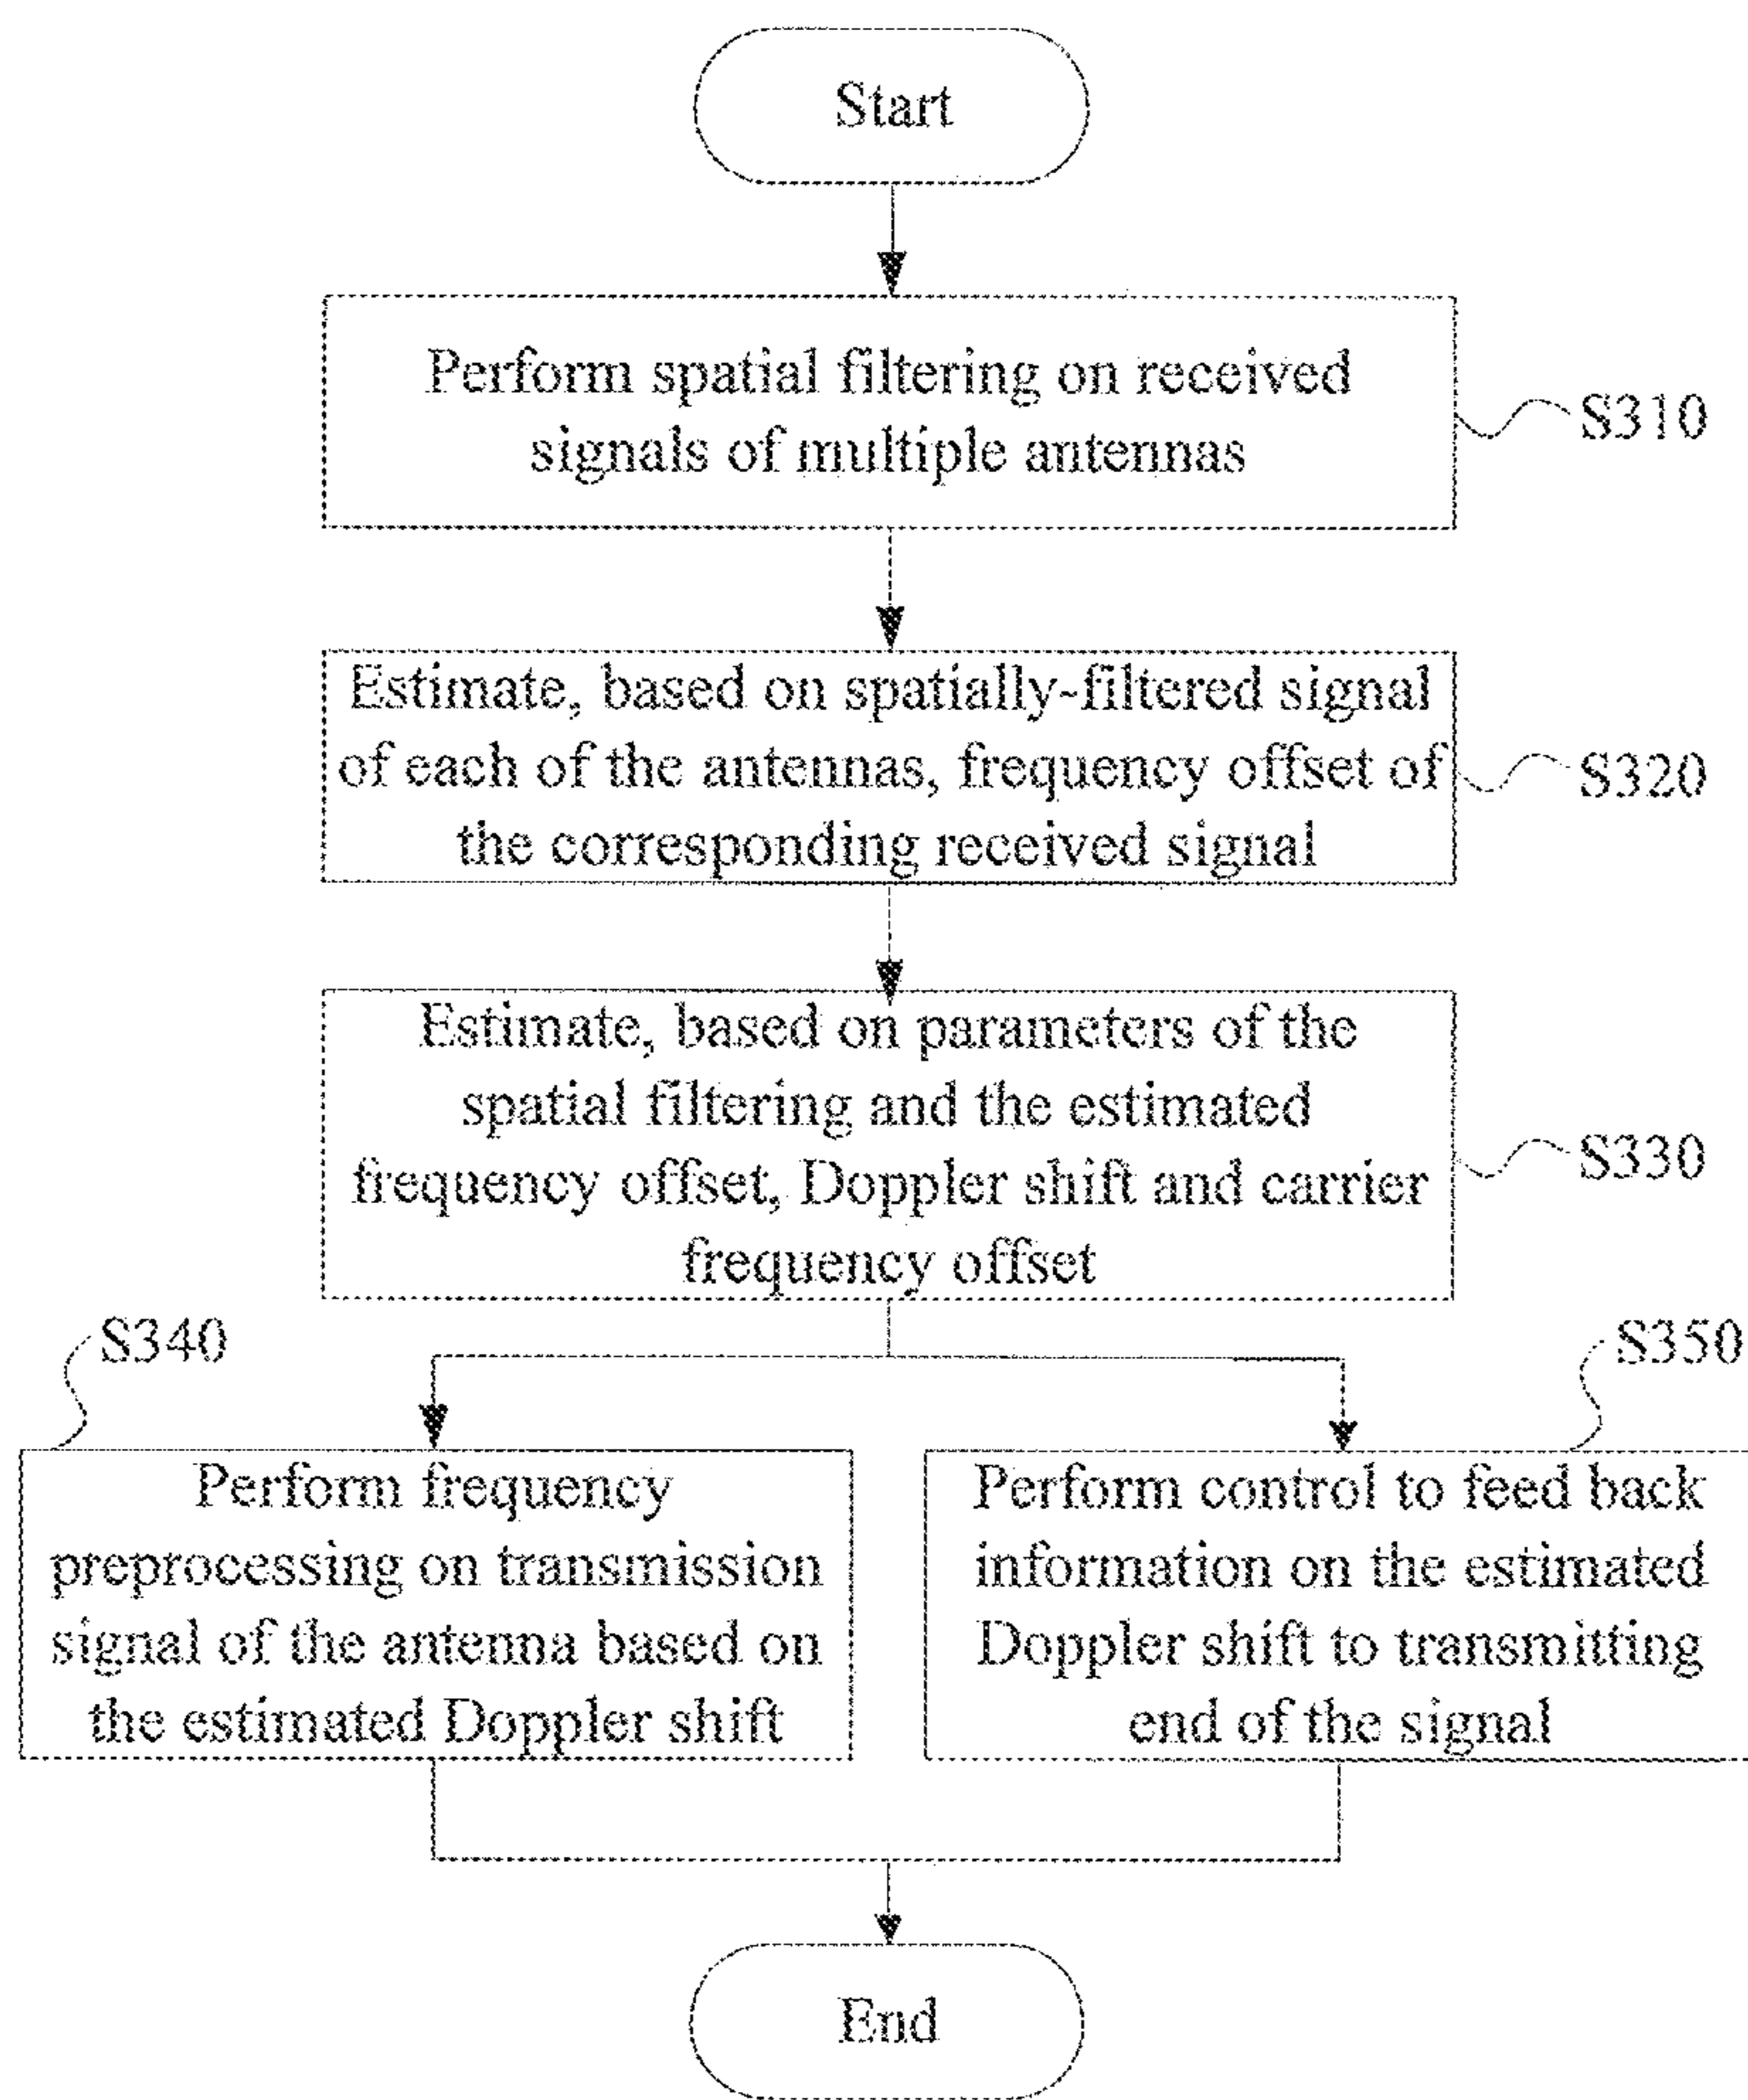 Start
Perform spatial filtering on received
signals of multiple antennas
S310
Estimate, based on spatially-filtered signal
of each of the antennas, frequency offset of
the corresponding received signal
S320
Estimate, based on parameters of the
spatial filtering and the estimated
frequency offset, Doppler shift and carrier
frequency offset
S330
S340
Perform frequency
preprocessing on transmission
signal of the antenna based on
the estimated Doppler shift
S350
Perform control to feed back
information on the estimated
Doppler shift to transmitting
end of the signal
End